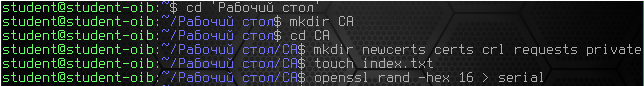 student@student-oib:~$ cd 'Рабочий стол'
student@student-oib:~/Рабочий стол$ mkdir CA
student@student-oib:~/Рабочий стол$ cd CA
student@student-oib:~/Рабочий стол/CA$ mkdir newcerts certs crl requests private
student@student-oib:~/Рабочий стол/CA$ touch index.txt
student@student-oib:~/Рабочий стол/CA$ openssl rand -hex 16 > serial